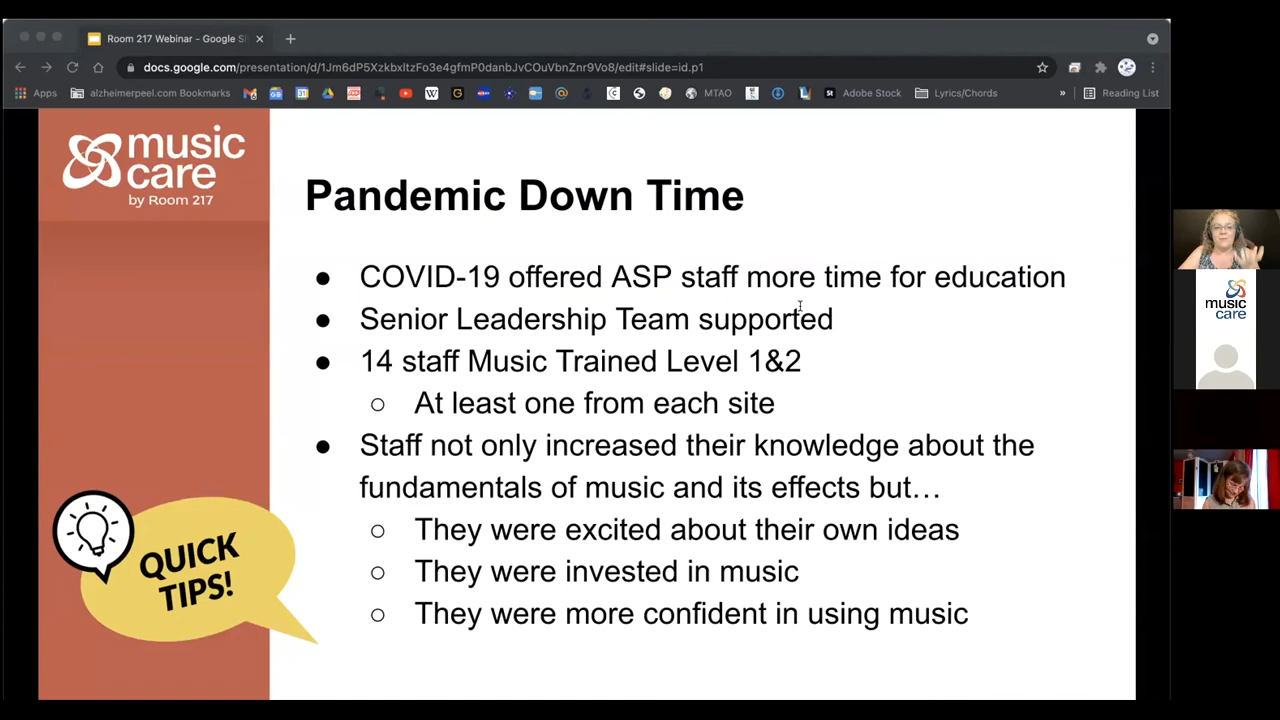 Room 217 Webinar - Google Sl
docs.google.com/presentation/d/1Jm6dP5XzkbxltzFo3e4gfmP0danbJvCOuVbnZnr9Vo8/edit#slide=id.p1
Apps alzheimerpeel.com Bookmarks MTAO Adobe Stock Lyrics/Chords » Reading List
music
care
by Room 217
Pandemic Down Time
● COVID-19 offered ASP staff more time for education
● Senior Leadership Team supported
● 14 staff Music Trained Level 1&2
○ At least one from each site
● Staff not only increased their knowledge about the
fundamentals of music and its effects but…
○ They were excited about their own ideas
○ They were invested in music
○ They were more confident in using music
QUICK
TIPS!
music
care